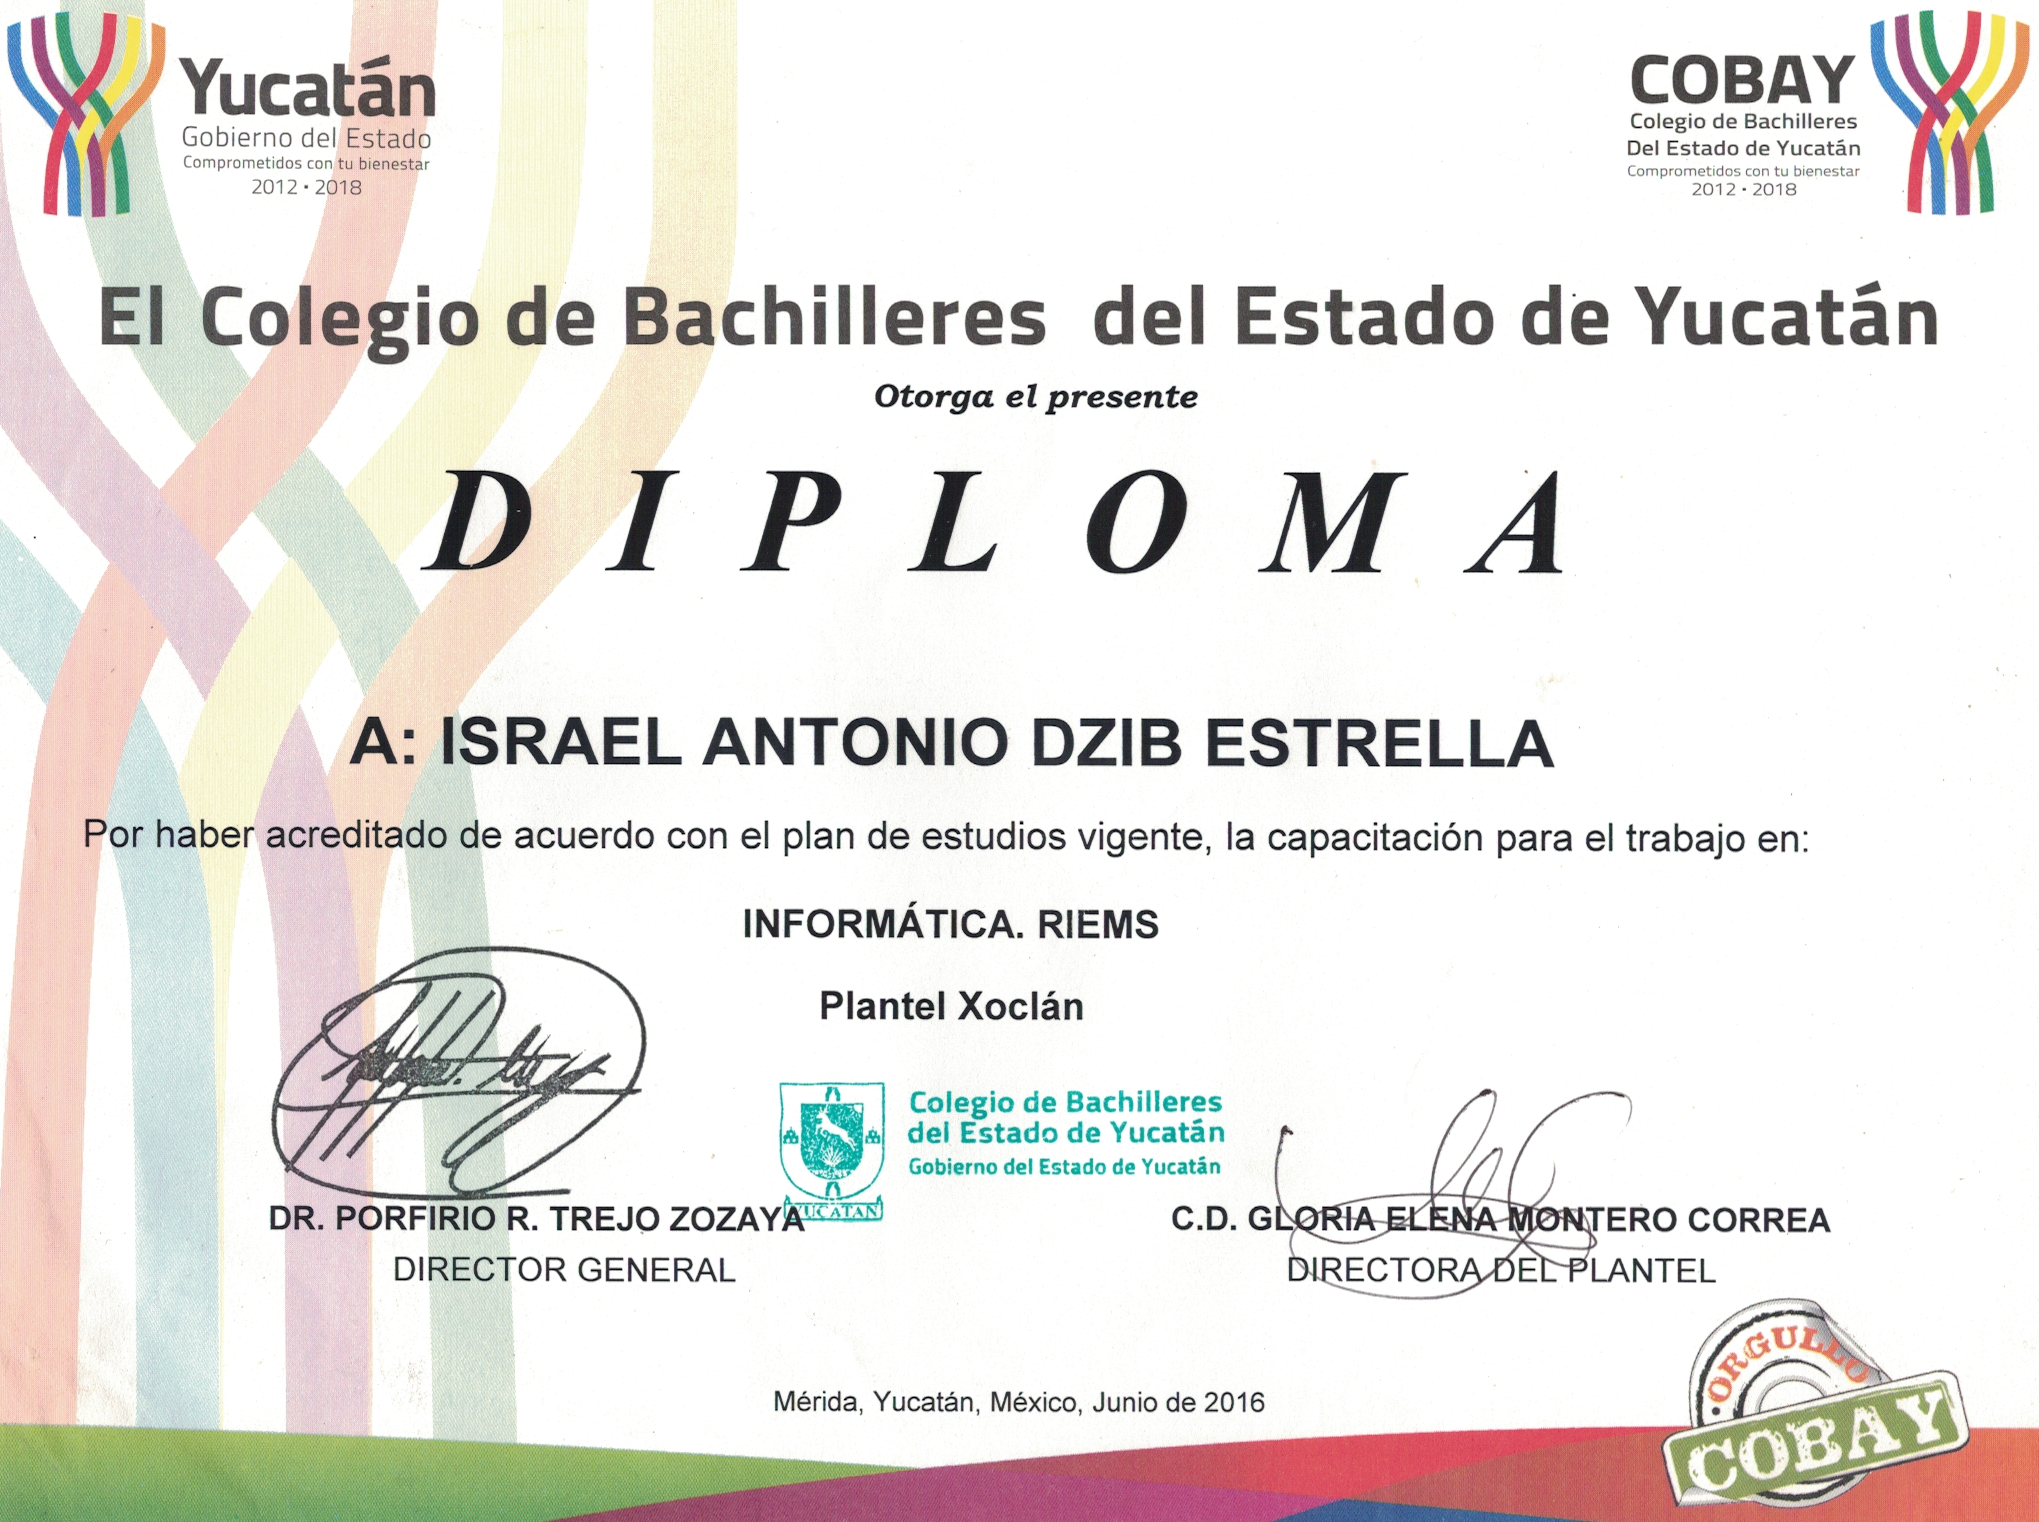 Yucatán
Gobierno del Estado
Comprometidos con tu bienestar
2012 • 2018
COBAY
Colegio de Bachilleres
Del Estado de Yucatán
Comprometidos con tu bienestar
2012 • 2018
El Colegio de Bachilleres del Estado de Yucatán
Otorga el presente
DIPLOMA
A: ISRAEL ANTONIO DZIB ESTRELLA
Por haber acreditado de acuerdo con el plan de estudios vigente, la capacitación para el trabajo en:
INFORMÁTICA. RIEMS
Plantel Xoclán
Colegio de Bachilleres
del Estado de Yucatán
Gobierno del Estado de Yucatán
YUCATAN
DR. PORFIRIO R. TREJO ZOZAYA
DIRECTOR GENERAL
C.D. GLORIA ELENA MONTERO CORREA
DIRECTORA DEL PLANTEL
Mérida, Yucatán, México, Junio de 2016
ORGULLO
COBAY